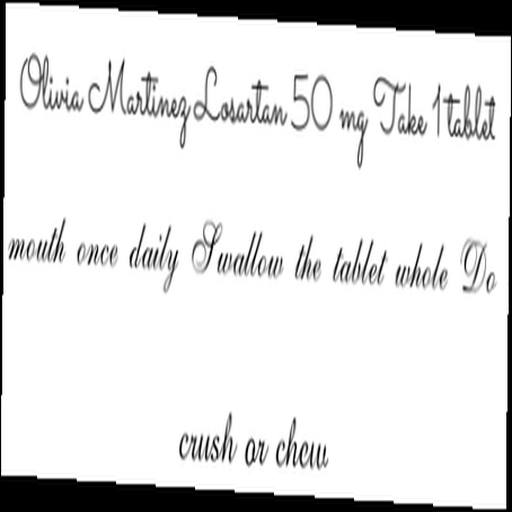 Olivia Martinez Losartan 50 mg Take 1 tablet
mouth once daily Swallow the tablet whole Do
crush or chew